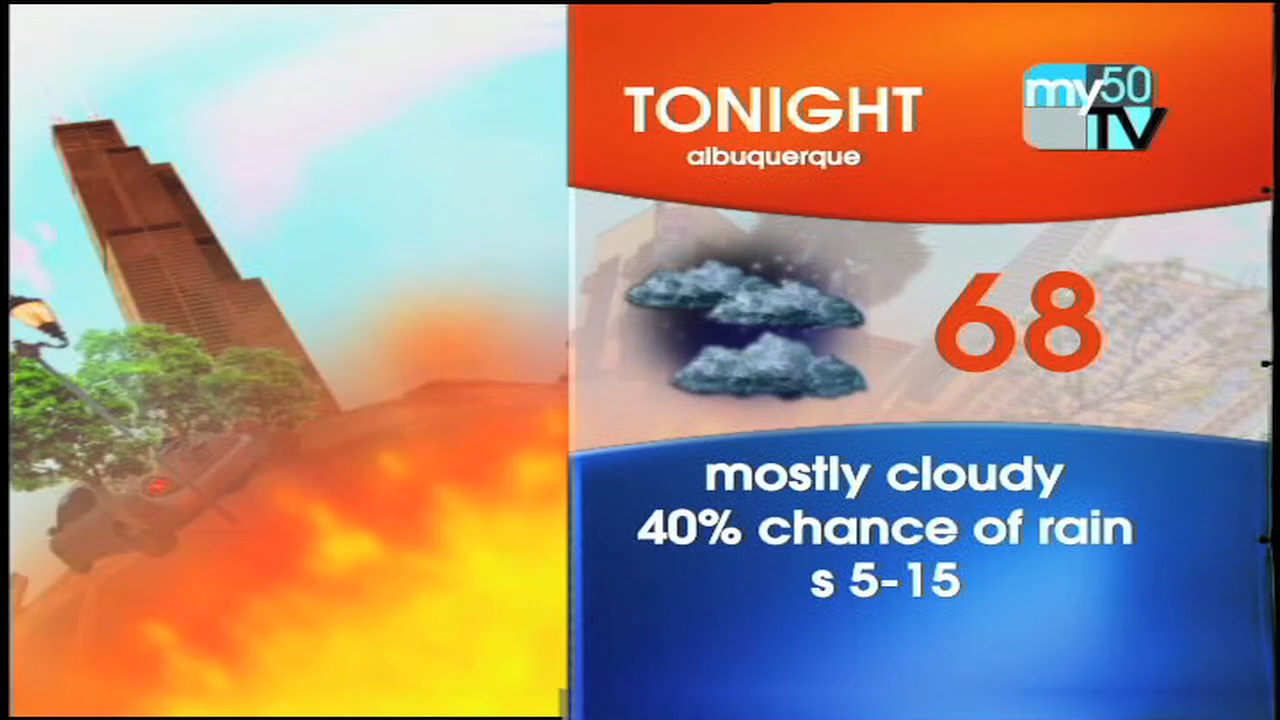 TONIGHT
albuquerque
my50
TV
68
mostly cloudy
40% chance of rain
s 5-15